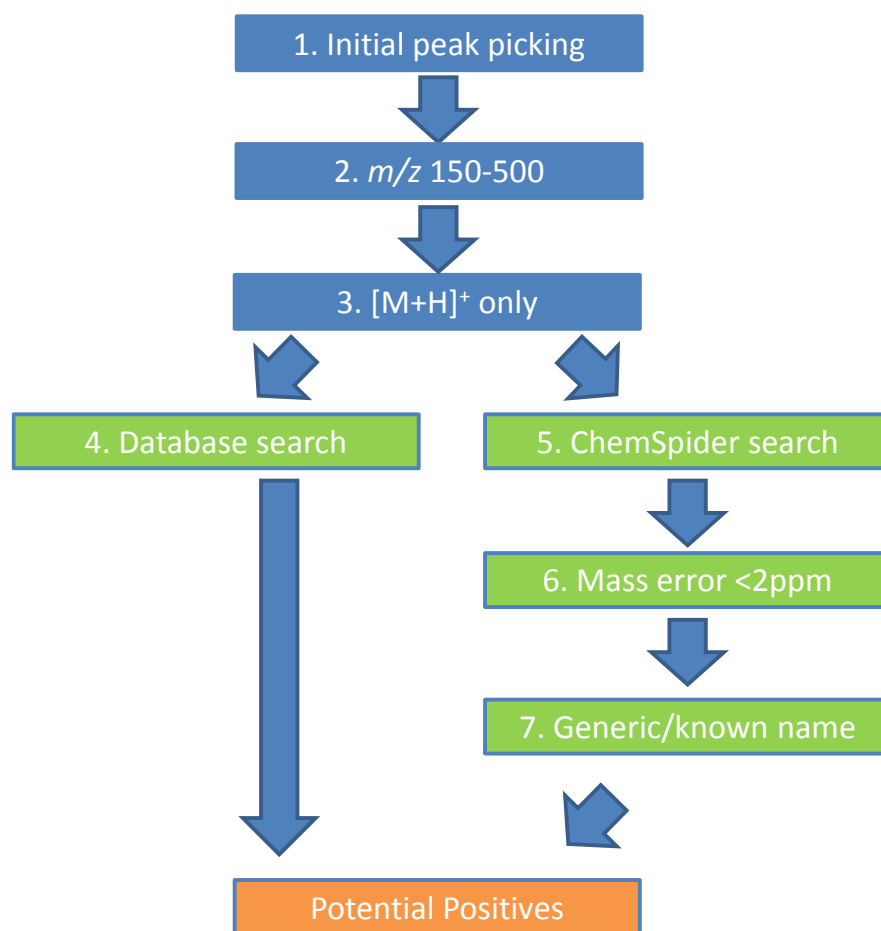 1. Initial peak picking
2. m/z 150-500
3. [M+H]⁺ only
4. Database search
5. ChemSpider search
6. Mass error <2ppm
7. Generic/known name
Potential Positives